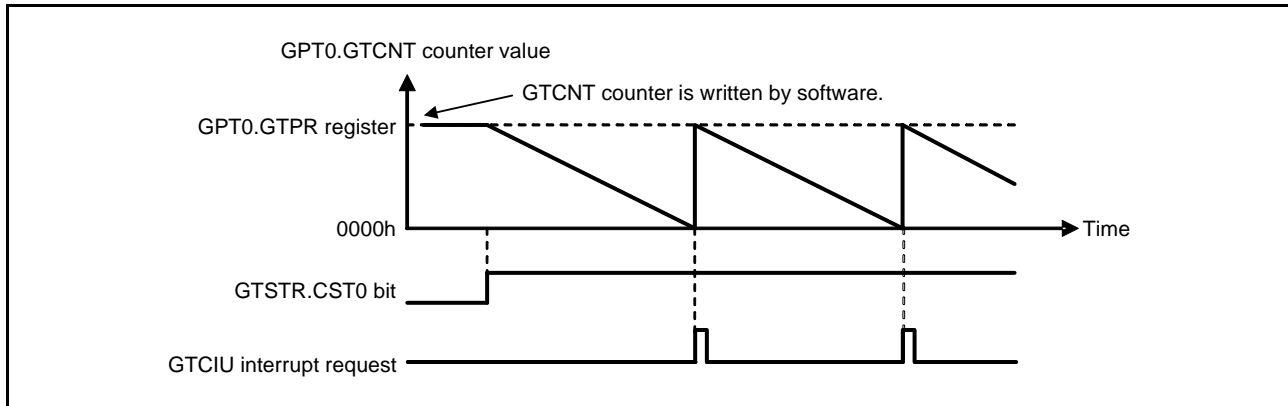 GPT0.GTCNT counter value
GTCNT counter is written by software.
GPT0.GTPR register
0000h
Time
GTSTR.CST0 bit
GTCIU interrupt request